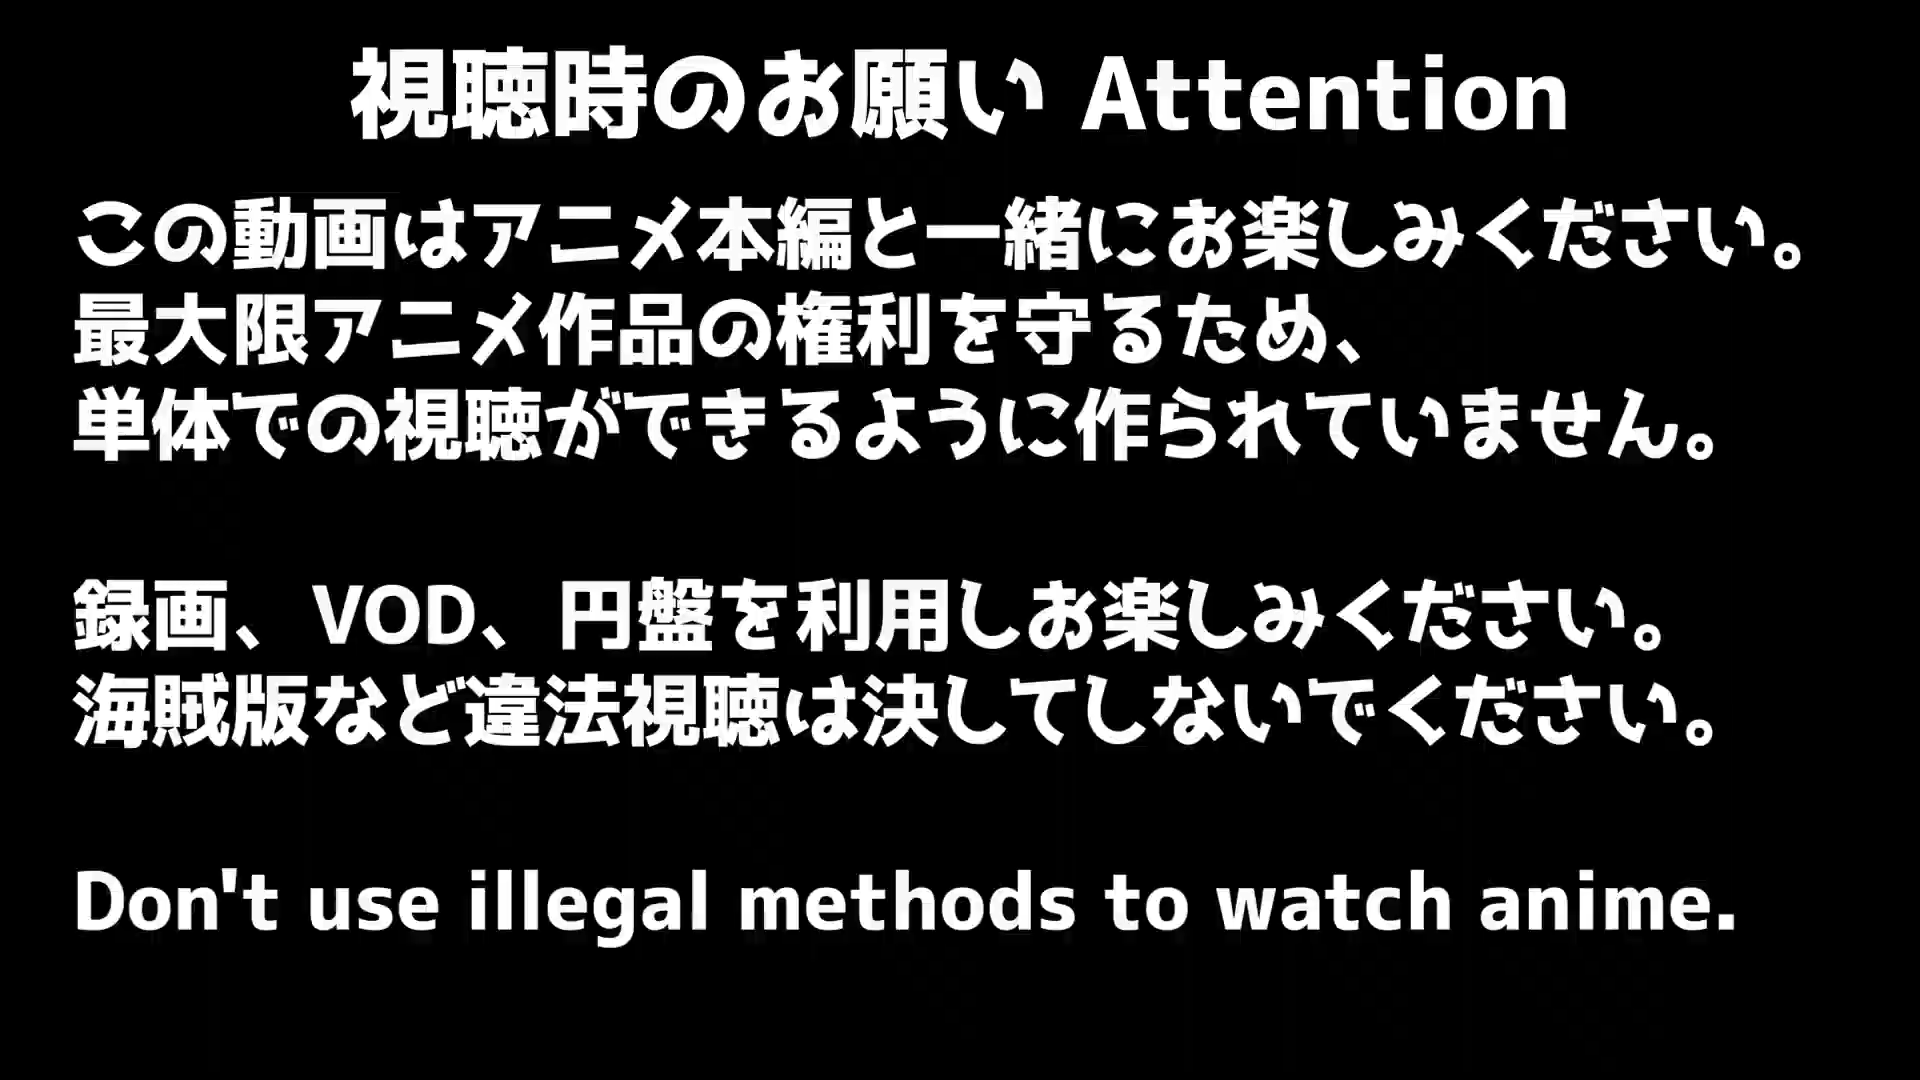 視聴時のお願い Attention
この動画はアニメ本編と一緒にお楽しみください。
最大限アニメ作品の権利を守るため、
単体での視聴ができるように作られていません。
録画、VOD、円盤を利用しお楽しみください。
海賊版など違法視聴は決してしないでください。
Don't use illegal methods to watch anime.